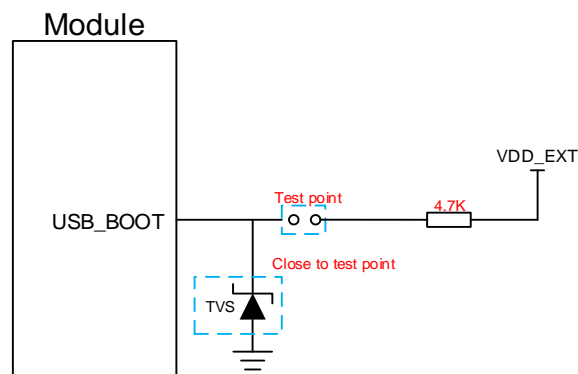 Module
VDD_EXT
Test point
4.7K
USB_BOOT
Close to test point
TVS